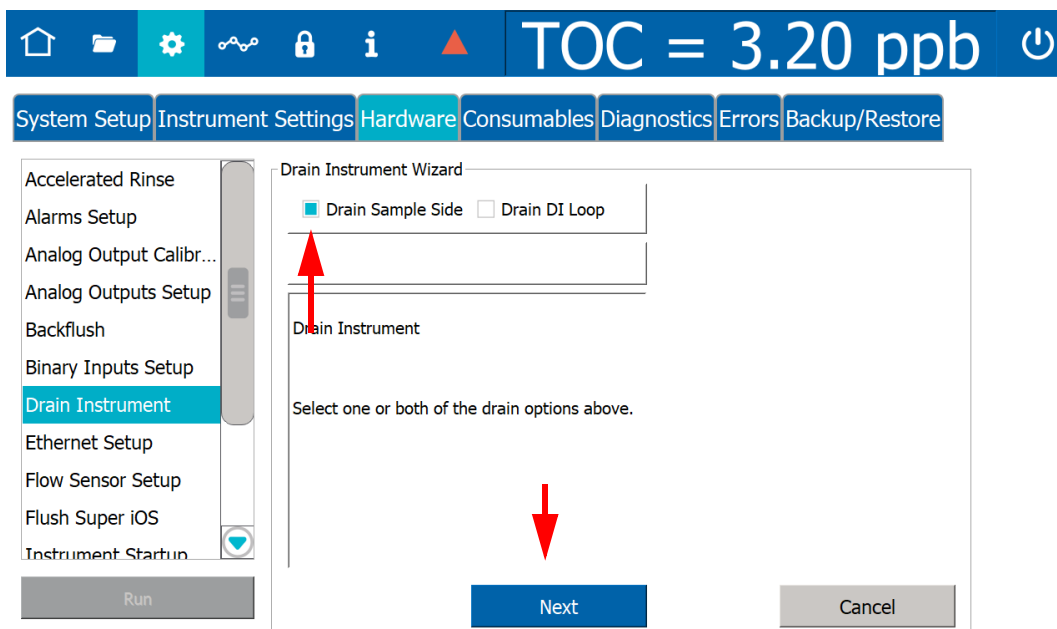 TOC = 3.20 ppb
System Setup Instrument Settings Hardware Consumables Diagnostics Errors Backup/Restore
Accelerated Rinse
Alarms Setup
Analog Output Calibr...
Analog Outputs Setup
Backflush
Binary Inputs Setup
Drain Instrument
Ethernet Setup
Flow Sensor Setup
Flush Super iOS
Instrument Startup
Run
Drain Instrument Wizard
Drain Sample Side Drain DI Loop
Drain Instrument
Select one or both of the drain options above.
Next Cancel